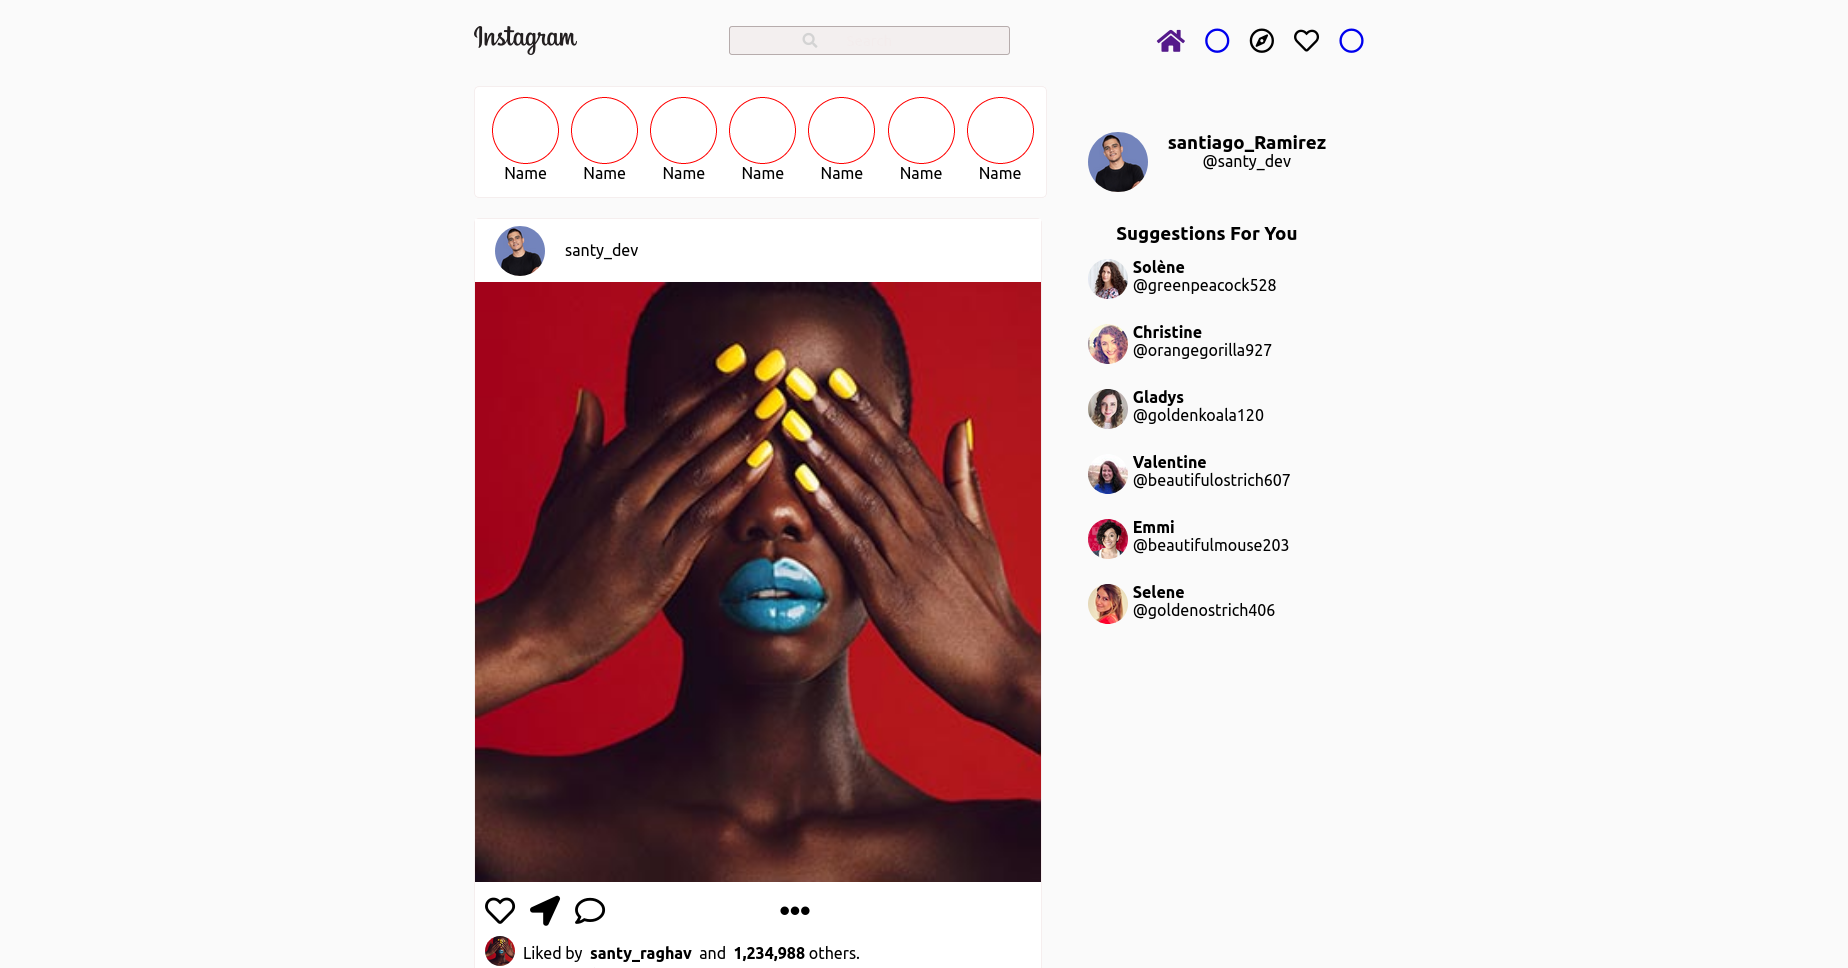 Instagram
Name Name Name Name Name Name Name
santiago_Ramirez
@santy_dev
santy_dev
Suggestions For You
Solène
@greenpeacock528
Christine
@orangegorilla927
Gladys
@goldenkoala120
Valentine
@beautifulostrich607
Emmi
@beautifulmouse203
Selene
@goldenostrich406
Liked by santy_raghav and 1,234,988 others.